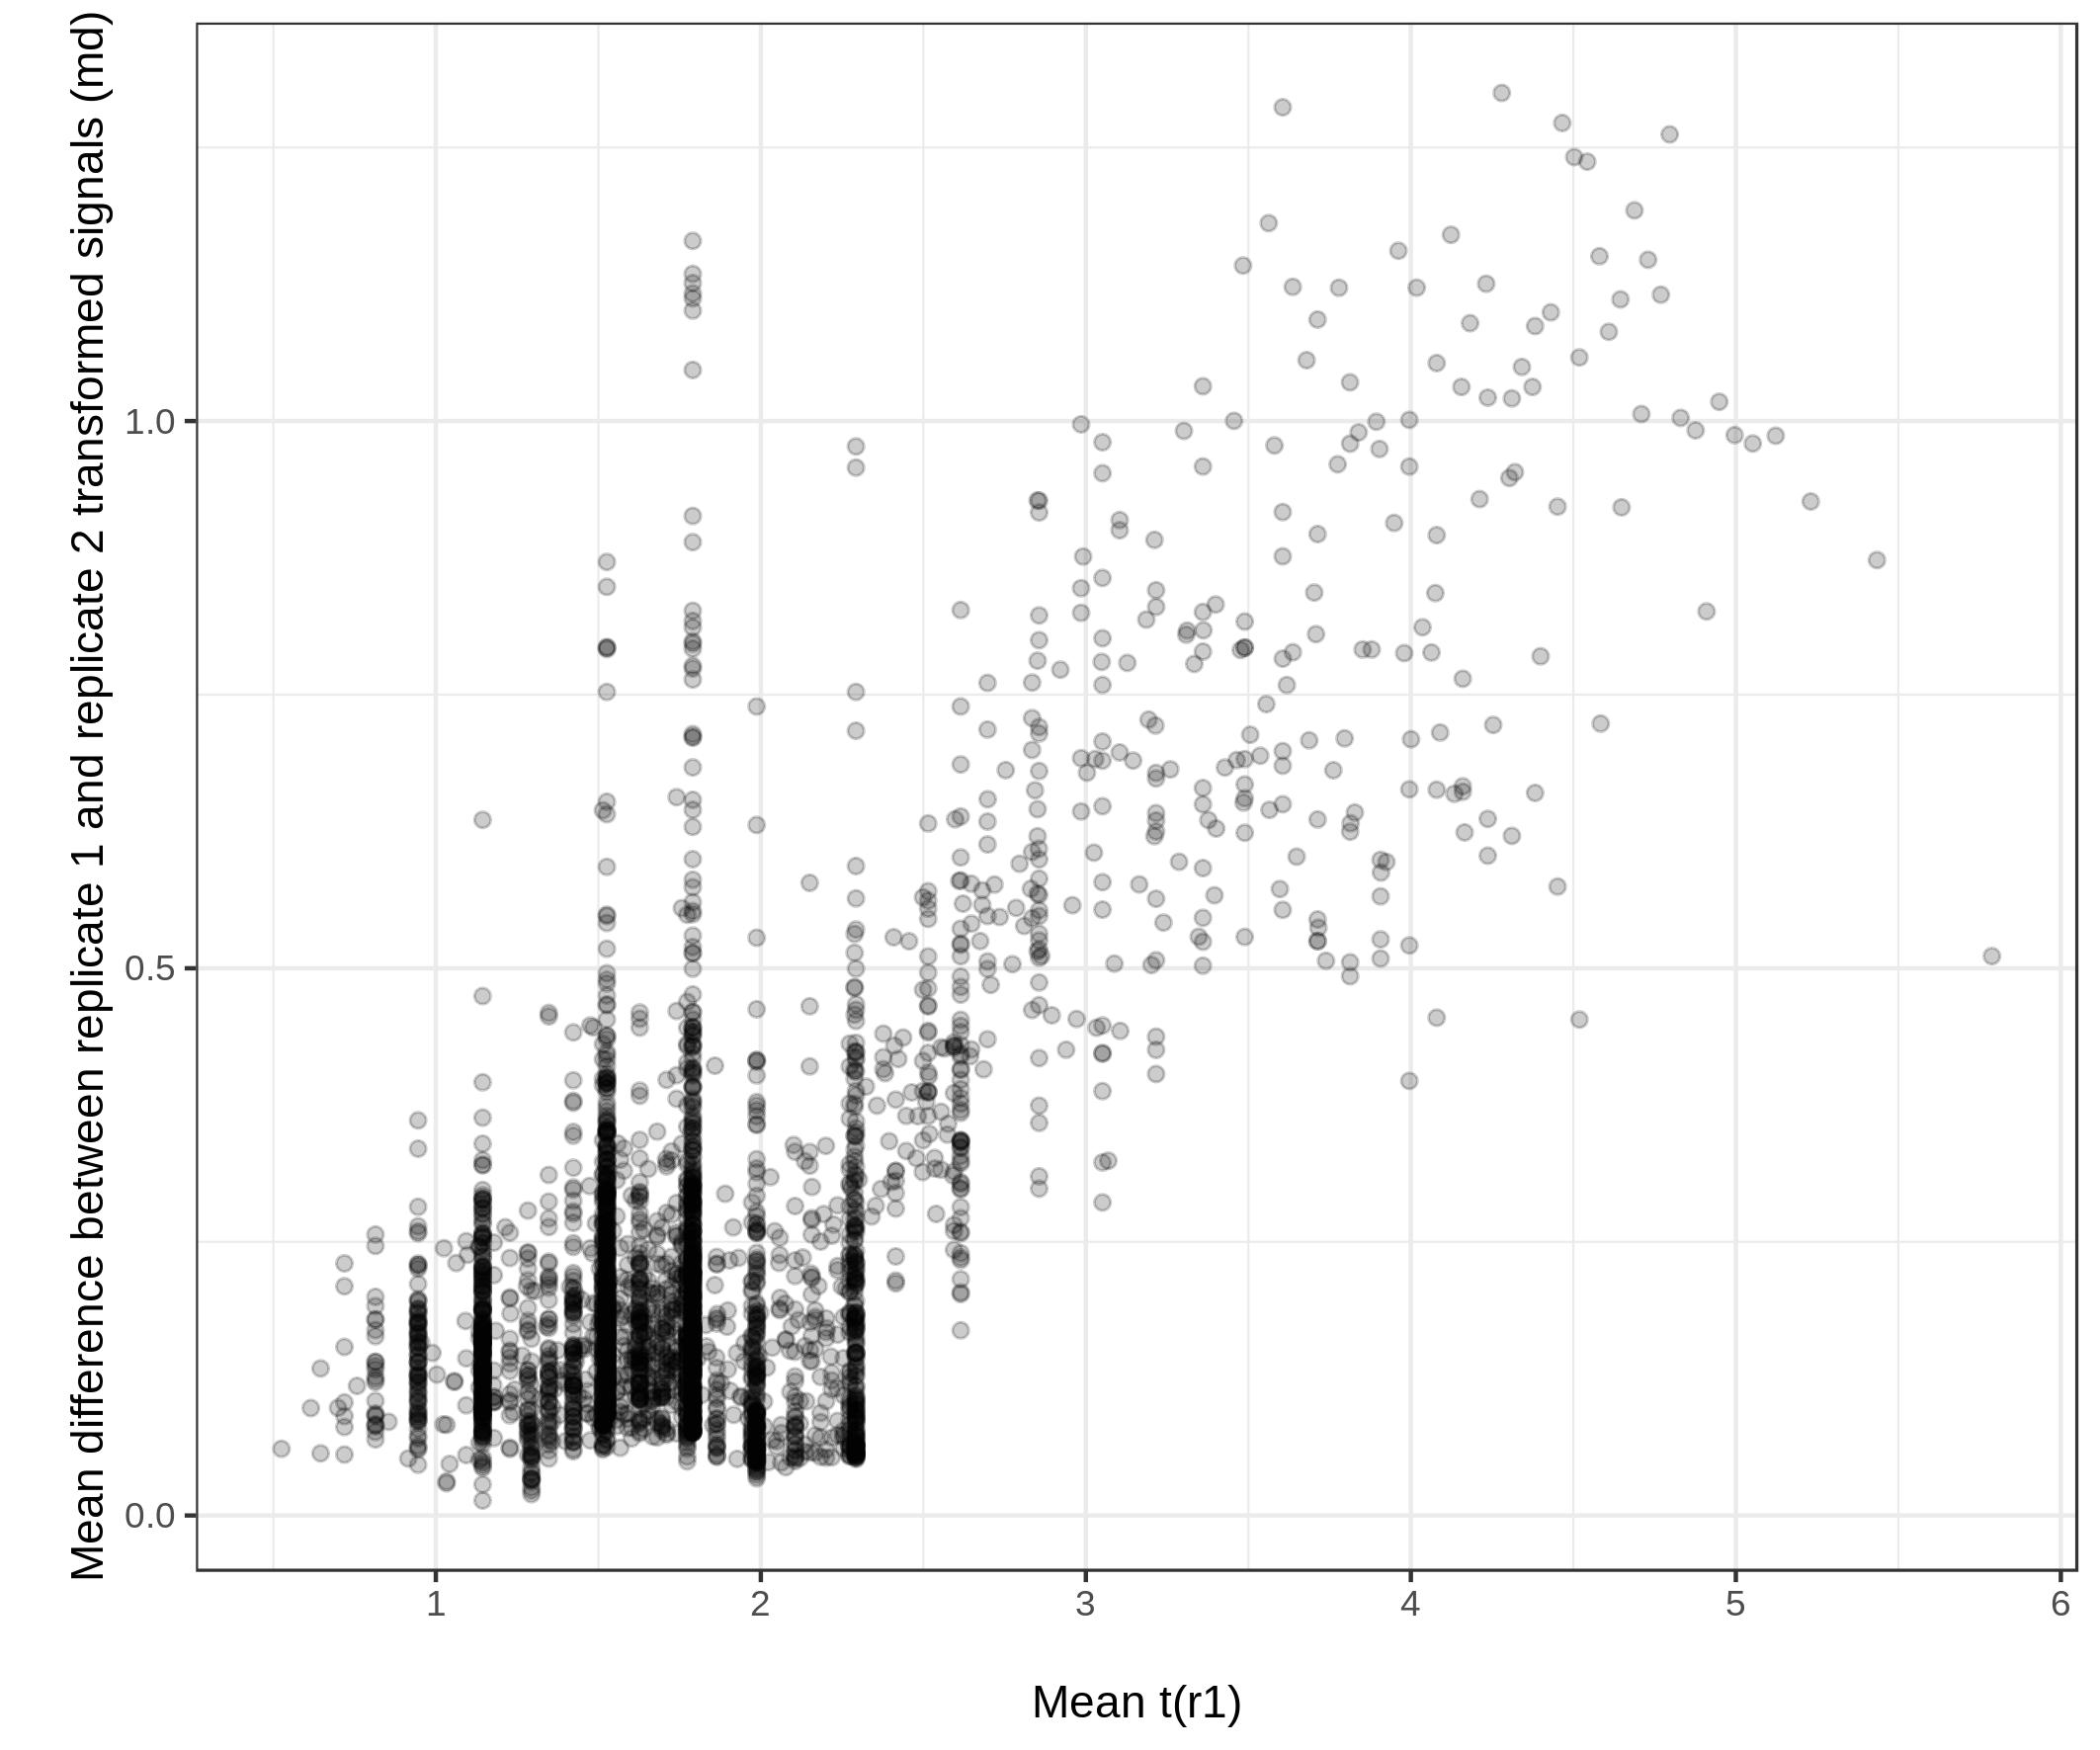 Mean difference between replicate 1 and replicate 2 transformed signals (md)
1.0
0.5
0.0
1 2 3 4 5 6
Mean t(r1)